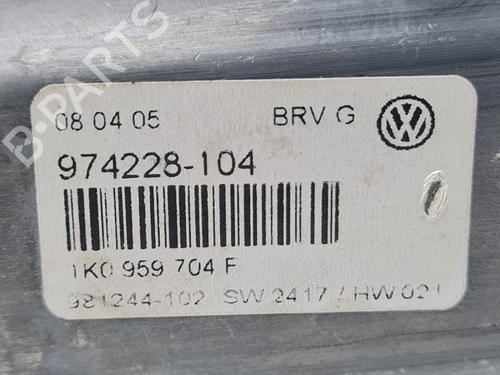 B-PARTS
08 04 05 BRV G
974228-104
1K0 959 704 F
981244-102 SW 2417 / HW 021